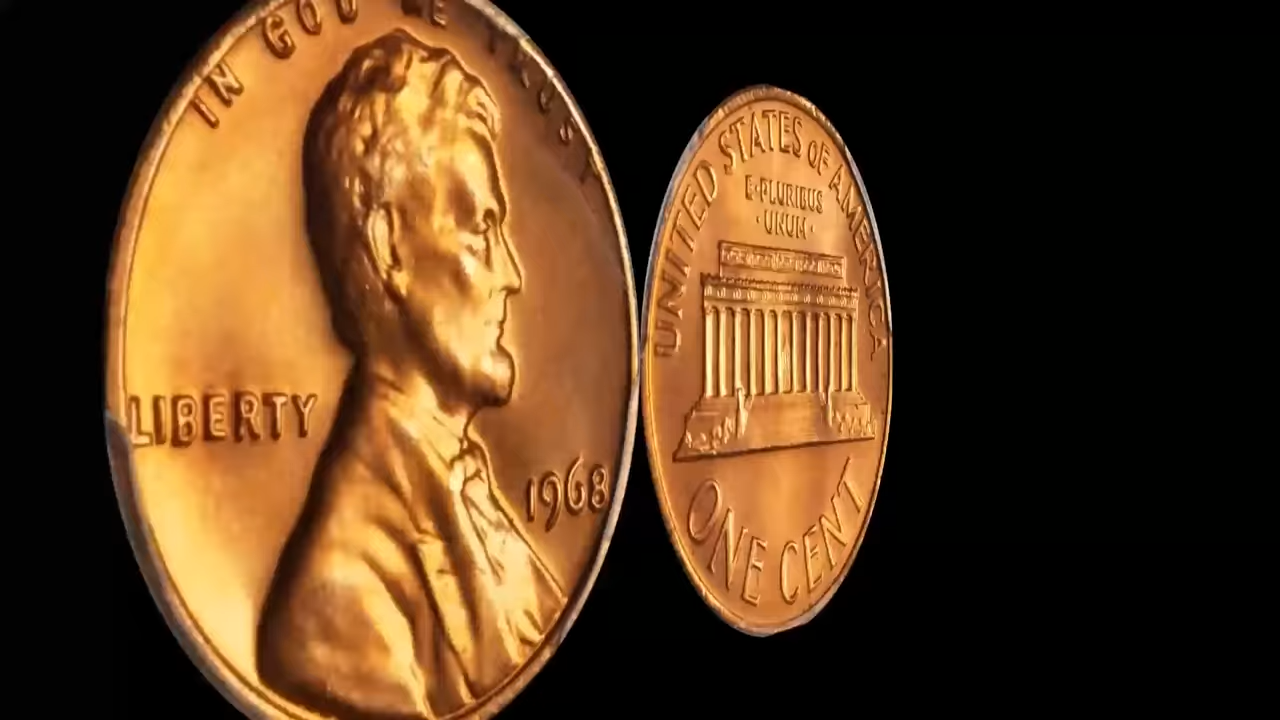 IN GOD WE TRUST
LIBERTY
1968
UNITED STATES OF AMERICA
E·PLURIBUS
·UNUM·
ONE CENT